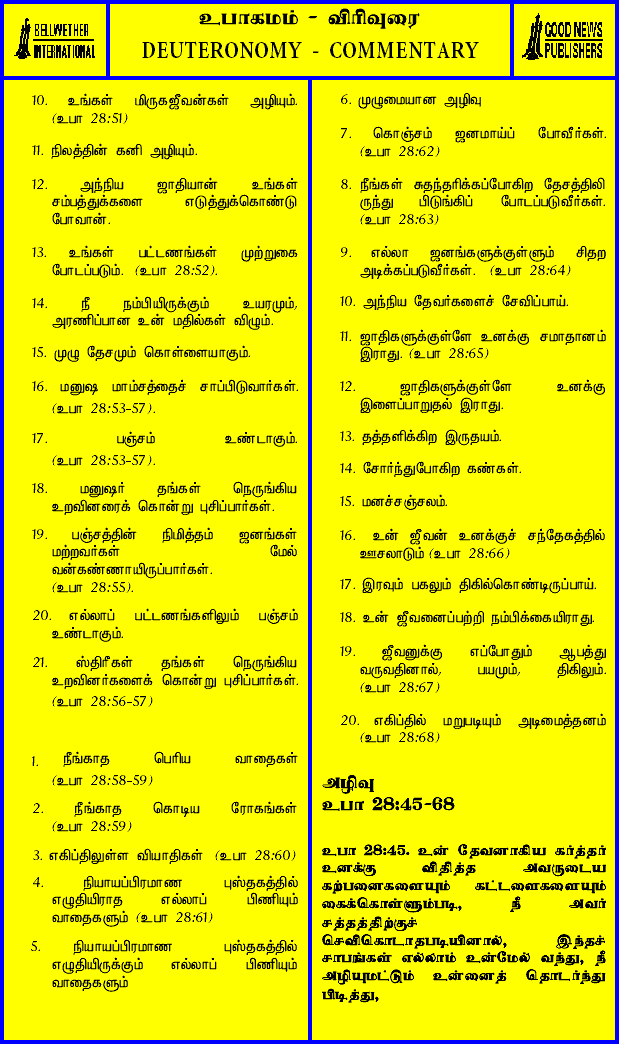 BELLWETHER
INTERNATIONAL
உபாகமம் - விரிவுரை
DEUTERONOMY - COMMENTARY
GOOD NEWS
PUBLISHERS
10. உங்கள் மிருகஜீவன்கள் அழியும்.
(உபா 28:51)
11. நிலத்தின் கனி அழியும்.
12. அந்நிய ஜாதியான் உங்கள்
சம்பத்துக்களை எடுத்துக்கொண்டு
போவான்.
13. உங்கள் பட்டணங்கள் முற்றுகை
போடப்படும். (உபா 28:52).
14. நீ நம்பியிருக்கும் உயரமும்,
அரணிப்பான உன் மதில்கள் விழும்.
15. முழு தேசமும் கொள்ளையாகும்.
16. மனுஷ மாம்சத்தைச் சாப்பிடுவார்கள்.
(உபா 28:53-57).
17. பஞ்சம் உண்டாகும்.
(உபா 28:53-57).
18. மனுஷர் தங்கள் நெருங்கிய
உறவினரைக் கொன்று புசிப்பார்கள்.
19. பஞ்சத்தின் நிமித்தம் ஜனங்கள்
மற்றவர்கள் மேல்
வன்கண்ணாயிருப்பார்கள்.
(உபா 28:55).
20. எல்லாப் பட்டணங்களிலும் பஞ்சம்
உண்டாகும்.
21. ஸ்திரீகள் தங்கள் நெருங்கிய
உறவினர்களைக் கொன்று புசிப்பார்கள்.
(உபா 28:56-57)
1. நீங்காத பெரிய வாதைகள்
(உபா 28:58-59)
2. நீங்காத கொடிய ரோகங்கள்
(உபா 28:59)
3. எகிப்திலுள்ள வியாதிகள் (உபா 28:60)
4. நியாயப்பிரமாண புஸ்தகத்தில்
எழுதியிராத எல்லாப் பிணியும்
வாதைகளும் (உபா 28:61)
5. நியாயப்பிரமாண புஸ்தகத்தில்
எழுதியிருக்கும் எல்லாப் பிணியும்
வாதைகளும்
6. முழுமையான அழிவு
7. கொஞ்சம் ஜனமாய்ப் போவீர்கள்.
(உபா 28:62)
8. நீங்கள் சுதந்தரிக்கப்போகிற தேசத்திலி
ருந்து பிடுங்கிப் போடப்படுவீர்கள்.
(உபா 28:63)
9. எல்லா ஜனங்களுக்குள்ளும் சிதற
அடிக்கப்படுவீர்கள். (உபா 28:64)
10. அந்நிய தேவர்களைச் சேவிப்பாய்.
11. ஜாதிகளுக்குள்ளே உனக்கு சமாதானம்
இராது. (உபா 28:65)
12. ஜாதிகளுக்குள்ளே உனக்கு
இளைப்பாறுதல் இராது.
13. தத்தளிக்கிற இருதயம்.
14. சோர்ந்துபோகிற கண்கள்.
15. மனச்சஞ்சலம்.
16. உன் ஜீவன் உனக்குச் சந்தேகத்தில்
ஊசலாடும் (உபா 28:66)
17. இரவும் பகலும் திகில்கொண்டிருப்பாய்.
18. உன் ஜீவனைப்பற்றி நம்பிக்கையிராது.
19. ஜீவனுக்கு எப்போதும் ஆபத்து
வருவதினால், பயமும், திகிலும்.
(உபா 28:67)
20. எகிப்தில் மறுபடியும் அடிமைத்தனம்
(உபா 28:68)
அழிவு
உபா 28:45-68
உபா 28:45. உன் தேவனாகிய கர்த்தர்
உனக்கு விதித்த அவருடைய
கற்பனைகளையும் கட்டளைகளையும்
கைக்கொள்ளும்படி, நீ அவர்
சத்தத்திற்குச்
செவிகொடாதபடியினால், இந்தச்
சாபங்கள் எல்லாம் உன்மேல் வந்து, நீ
அழியுமட்டும் உன்னைத் தொடர்ந்து
பிடித்து,